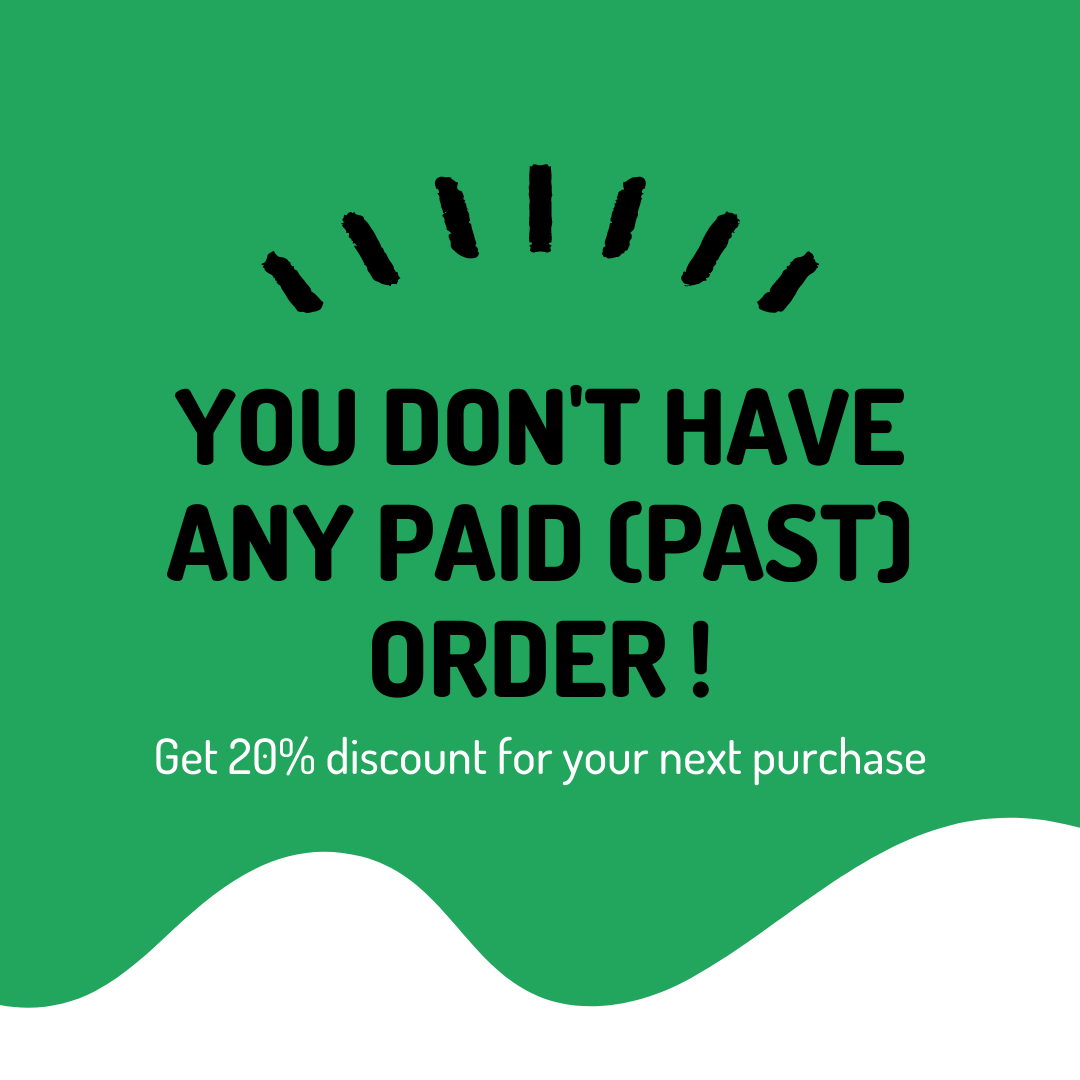 YOU DON'T HAVE
ANY PAID (PAST)
ORDER !
Get 20% discount for your next purchase